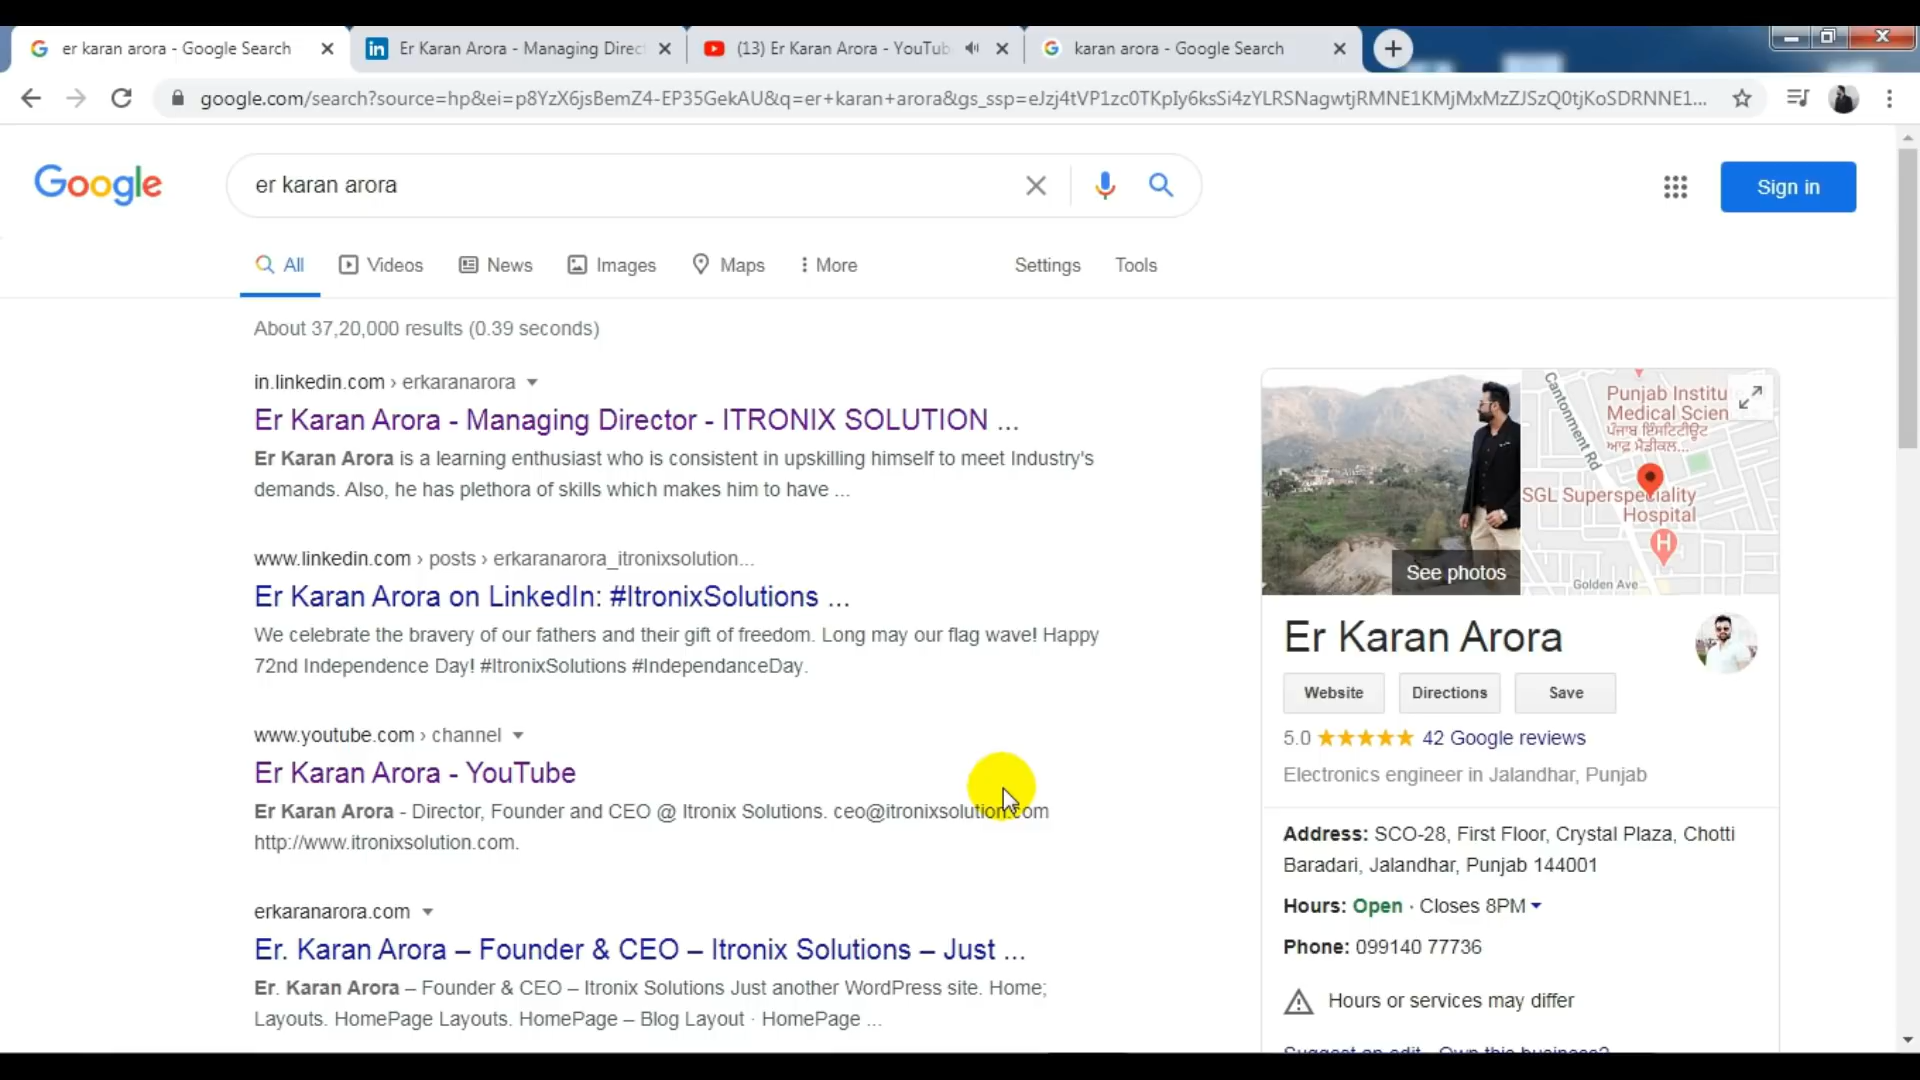 er karan arora - Google Search
Er Karan Arora - Managing Direc
(13) Er Karan Arora - YouTub
karan arora - Google Search
google.com/search?source=hp&ei=p8YzX6jsBemZ4-EP35GekAU&q=er+karan+arora&gs_ssp=eJzj4tVP1zc0TKpIy6ksSi4zYLRSNagwtjRMNE1KMjMxMzZJSzQ0tjKoSDRNNE1...
Google
er karan arora
Sign in
All
Videos
News
Images
Maps
More
Settings
Tools
About 37,20,000 results (0.39 seconds)
in.linkedin.com › erkaranarora
Er Karan Arora - Managing Director - ITRONIX SOLUTION ...
Er Karan Arora is a learning enthusiast who is consistent in upskilling himself to meet Industry's
demands. Also, he has plethora of skills which makes him to have ...
www.linkedin.com › posts › erkaranarora_itronixsolution...
Er Karan Arora on LinkedIn: #ItronixSolutions ...
We celebrate the bravery of our fathers and their gift of freedom. Long may our flag wave! Happy
72nd Independence Day! #ItronixSolutions #IndependanceDay.
www.youtube.com › channel
Er Karan Arora - YouTube
Er Karan Arora - Director, Founder and CEO @ Itronix Solutions. ceo@itronixsolution.com
http://www.itronixsolution.com.
erkaranarora.com
Er. Karan Arora – Founder & CEO – Itronix Solutions – Just ...
Er. Karan Arora – Founder & CEO – Itronix Solutions Just another WordPress site. Home;
Layouts. HomePage Layouts. HomePage – Blog Layout · HomePage ...
See photos
Cantonment Rd
Punjab Institu
Medical Scien
ਪੰਜਾਬ ਇੰਸਟਿਟੀਊਟ
ਆਫ਼ ਮੈਡੀਕਲ...
SGL Superspeciality
Hospital
H
Golden Ave
Er Karan Arora
Website
Directions
Save
5.0 ★★★★★ 42 Google reviews
Electronics engineer in Jalandhar, Punjab
Address: SCO-28, First Floor, Crystal Plaza, Chotti
Baradari, Jalandhar, Punjab 144001
Hours: Open · Closes 8PM
Phone: 099140 77736
Hours or services may differ
Suggest an edit · Own this business?